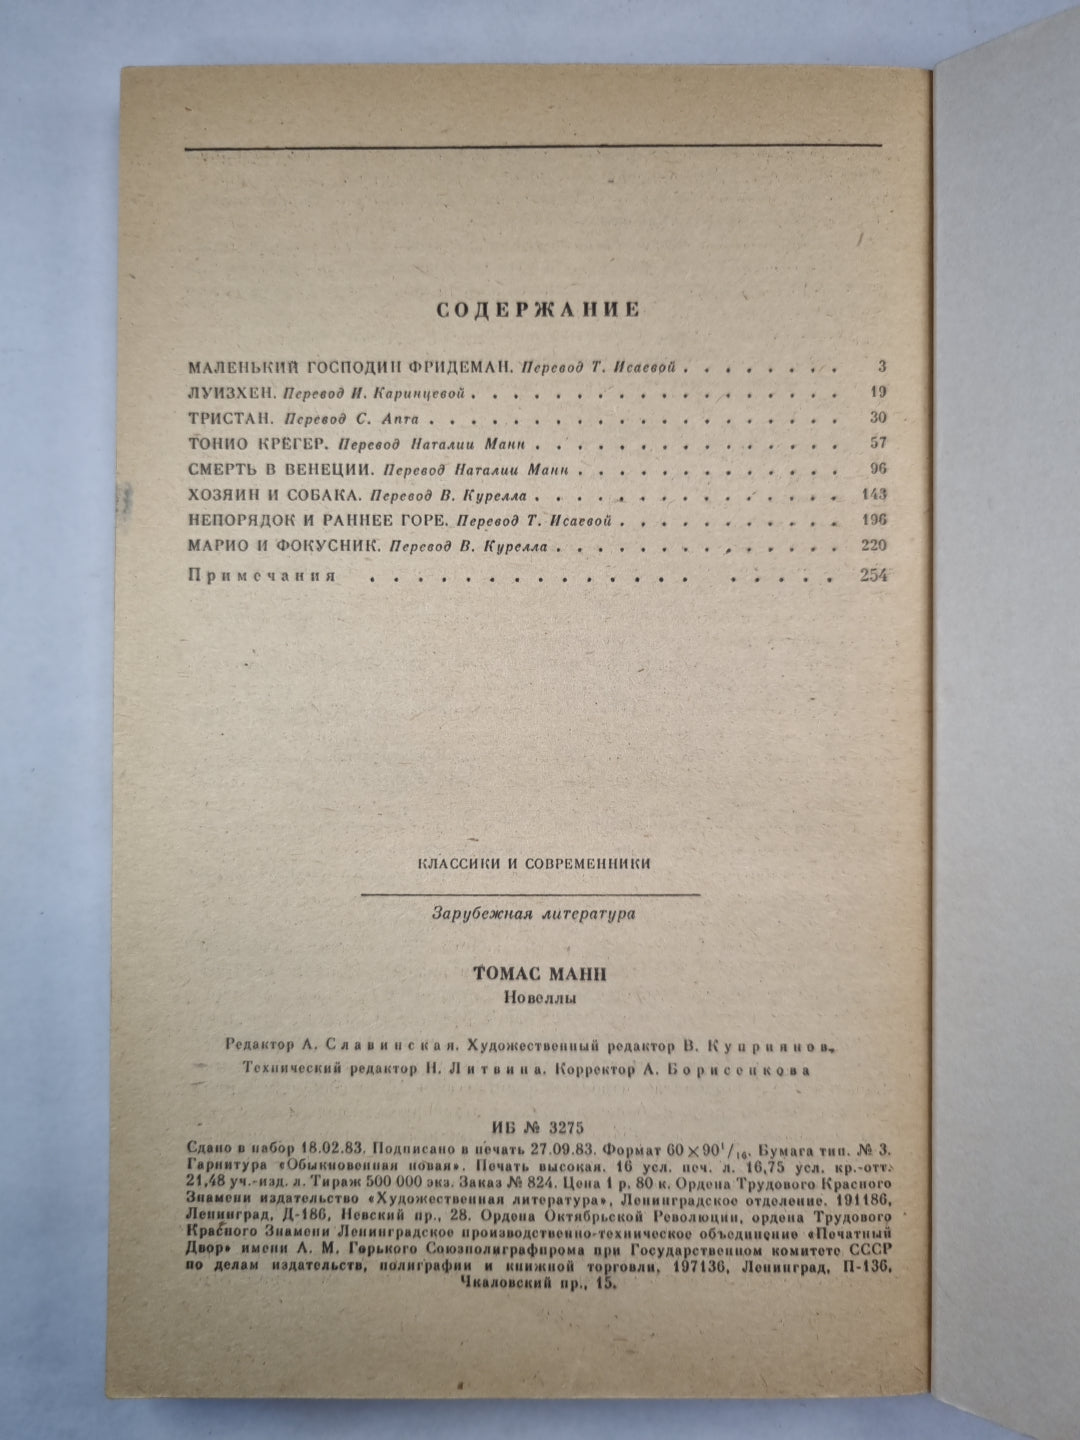 СОДЕРЖАНИЕ
МАЛЕНЬКИЙ ГОСПОДИН ФРИДЕМАН. Перевод Т. Исаевой . . . . . . . . 3
ЛУИЗХЕН. Перевод И. Каринцевой . . . . . . . . . . . . . . . . . . 19
ТРИСТАН. Перевод С. Апта . . . . . . . . . . . . . . . . . . . . 30
ТОНИО КРЁГЕР. Перевод Наталии Манн . . . . . . . . . . . . . . . 57
СМЕРТЬ В ВЕНЕЦИИ. Перевод Наталии Манн . . . . . . . . . . . . . 96
ХОЗЯИН И СОБАКА. Перевод В. Курелла . . . . . . . . . . . . . . . 143
НЕПОРЯДОК И РАННЕЕ ГОРЕ. Перевод Т. Исаевой . . . . . . . . . . . 196
МАРИО И ФОКУСНИК. Перевод В. Курелла . . . . . . . . . . . . . . 220
Примечания . . . . . . . . . . . . . . . . . . . . 254
КЛАССИКИ И СОВРЕМЕННИКИ
Зарубежная литература
ТОМАС МАНН
Новеллы
Редактор А. Славинская. Художественный редактор В. Куприянов.
Технический редактор Н. Литвина. Корректор А. Борисенкова
ИБ № 3275
Сдано в набор 18.02.83. Подписано в печать 27.09.83. Формат 60×90¹/₁₆. Бумага тип. № 3.
Гарнитура «Обыкновенная новая». Печать высокая. 16 усл. печ. л. 16,75 усл. кр.-отт.
21,48 уч.-изд. л. Тираж 500 000 экз. Заказ № 824. Цена 1 р. 80 к. Ордена Трудового Красного
Знамени издательство «Художественная литература», Ленинградское отделение. 191186,
Ленинград, Д-186, Невский пр., 28. Ордена Октябрьской Революции, ордена Трудового
Красного Знамени Ленинградское производственно-техническое объединение «Печатный
Двор» имени А. М. Горького Союзполиграфпрома при Государственном комитете СССР
по делам издательств, полиграфии и книжной торговли, 197136, Ленинград, П-136,
Чкаловский пр., 15.